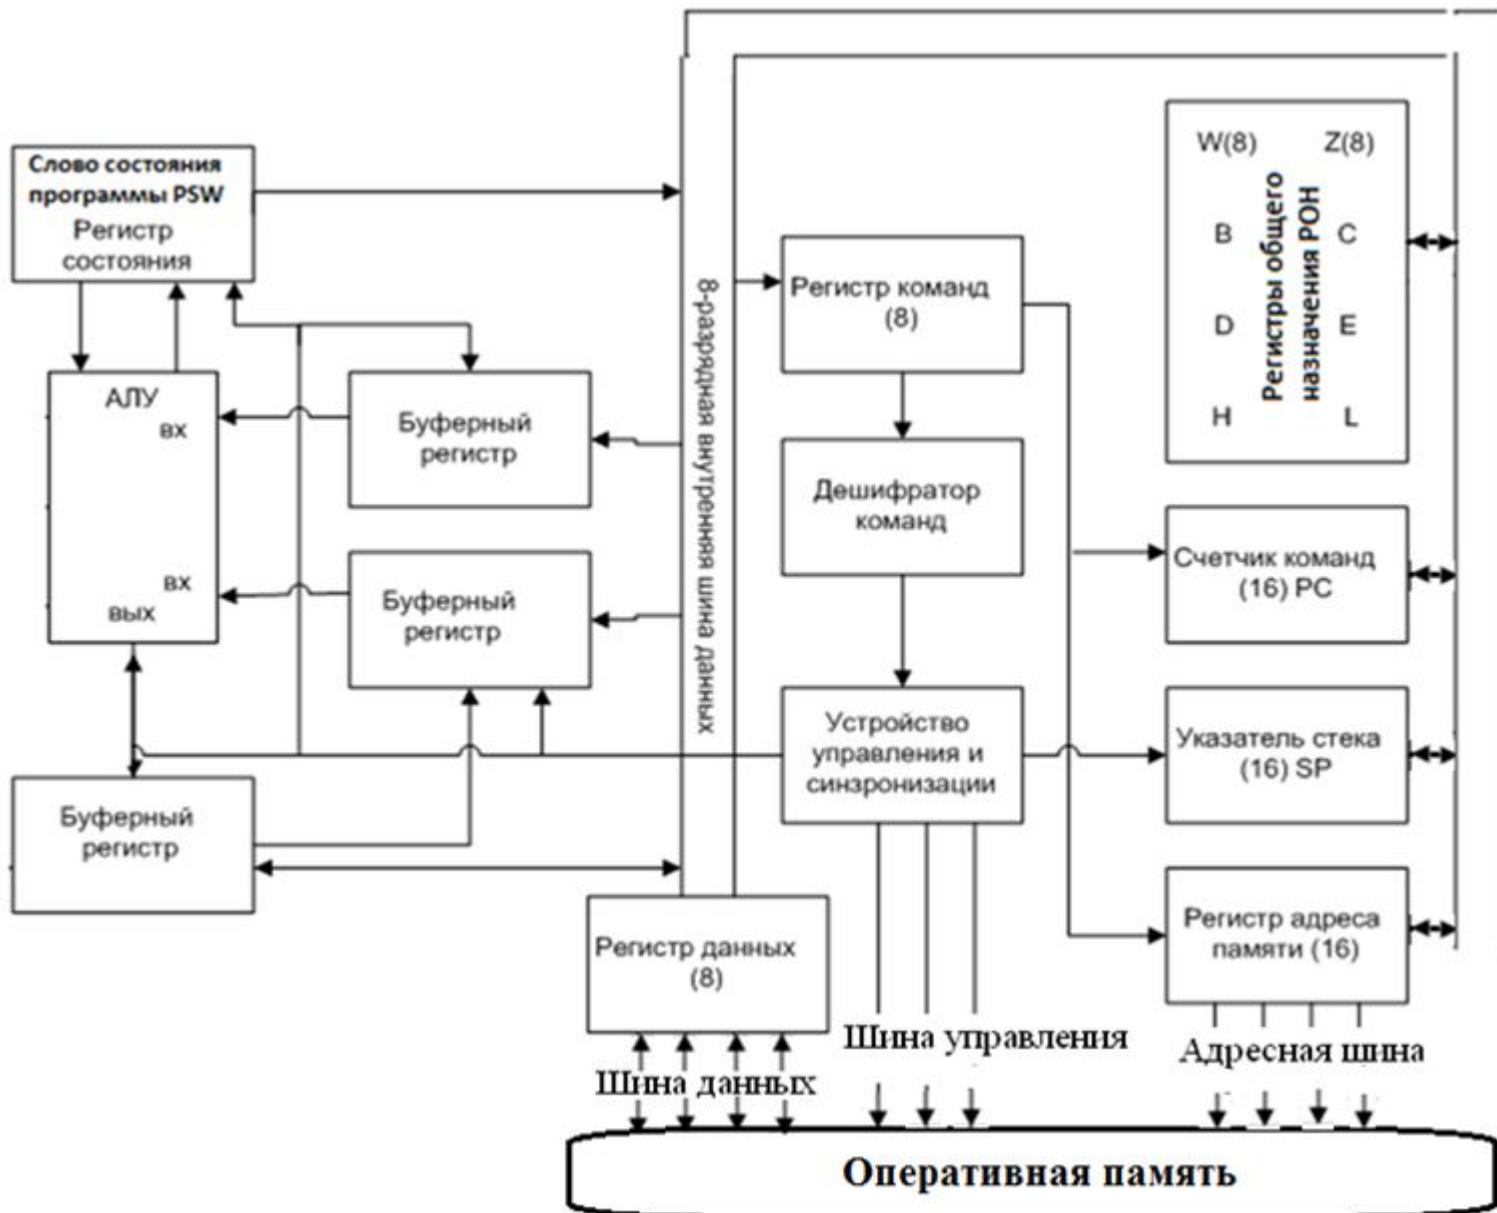 Слово состояния
программы PSW
Регистр
состояния
АЛУ
вх
вх
вых
Буферный
регистр
Буферный
регистр
Буферный
регистр
8-разрядная внутренняя шина данных
Регистр команд
(8)
Дешифратор
команд
Устройство
управления и
синзронизации
Регистр данных
(8)
W(8) Z(8)
B C
D E
H L
Регистры общего
назначения РОН
Счетчик команд
(16) PC
Указатель стека
(16) SP
Регистр адреса
памяти (16)
Шина данных
Шина управления
Адресная шина
Оперативная память